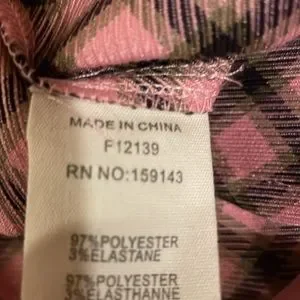 MADE IN CHINA
F12139
RN NO:159143
97%POLYESTER
3%ELASTANE
97%POLYESTER
3%ELASTHANNE